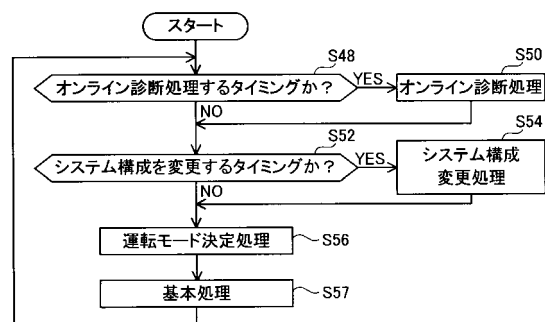 スタート
S48
オンライン診断処理するタイミングか?
YES
S50
オンライン診断処理
NO
S52
システム構成を変更するタイミングか?
YES
S54
システム構成
変更処理
NO
運転モード決定処理
S56
基本処理
S57